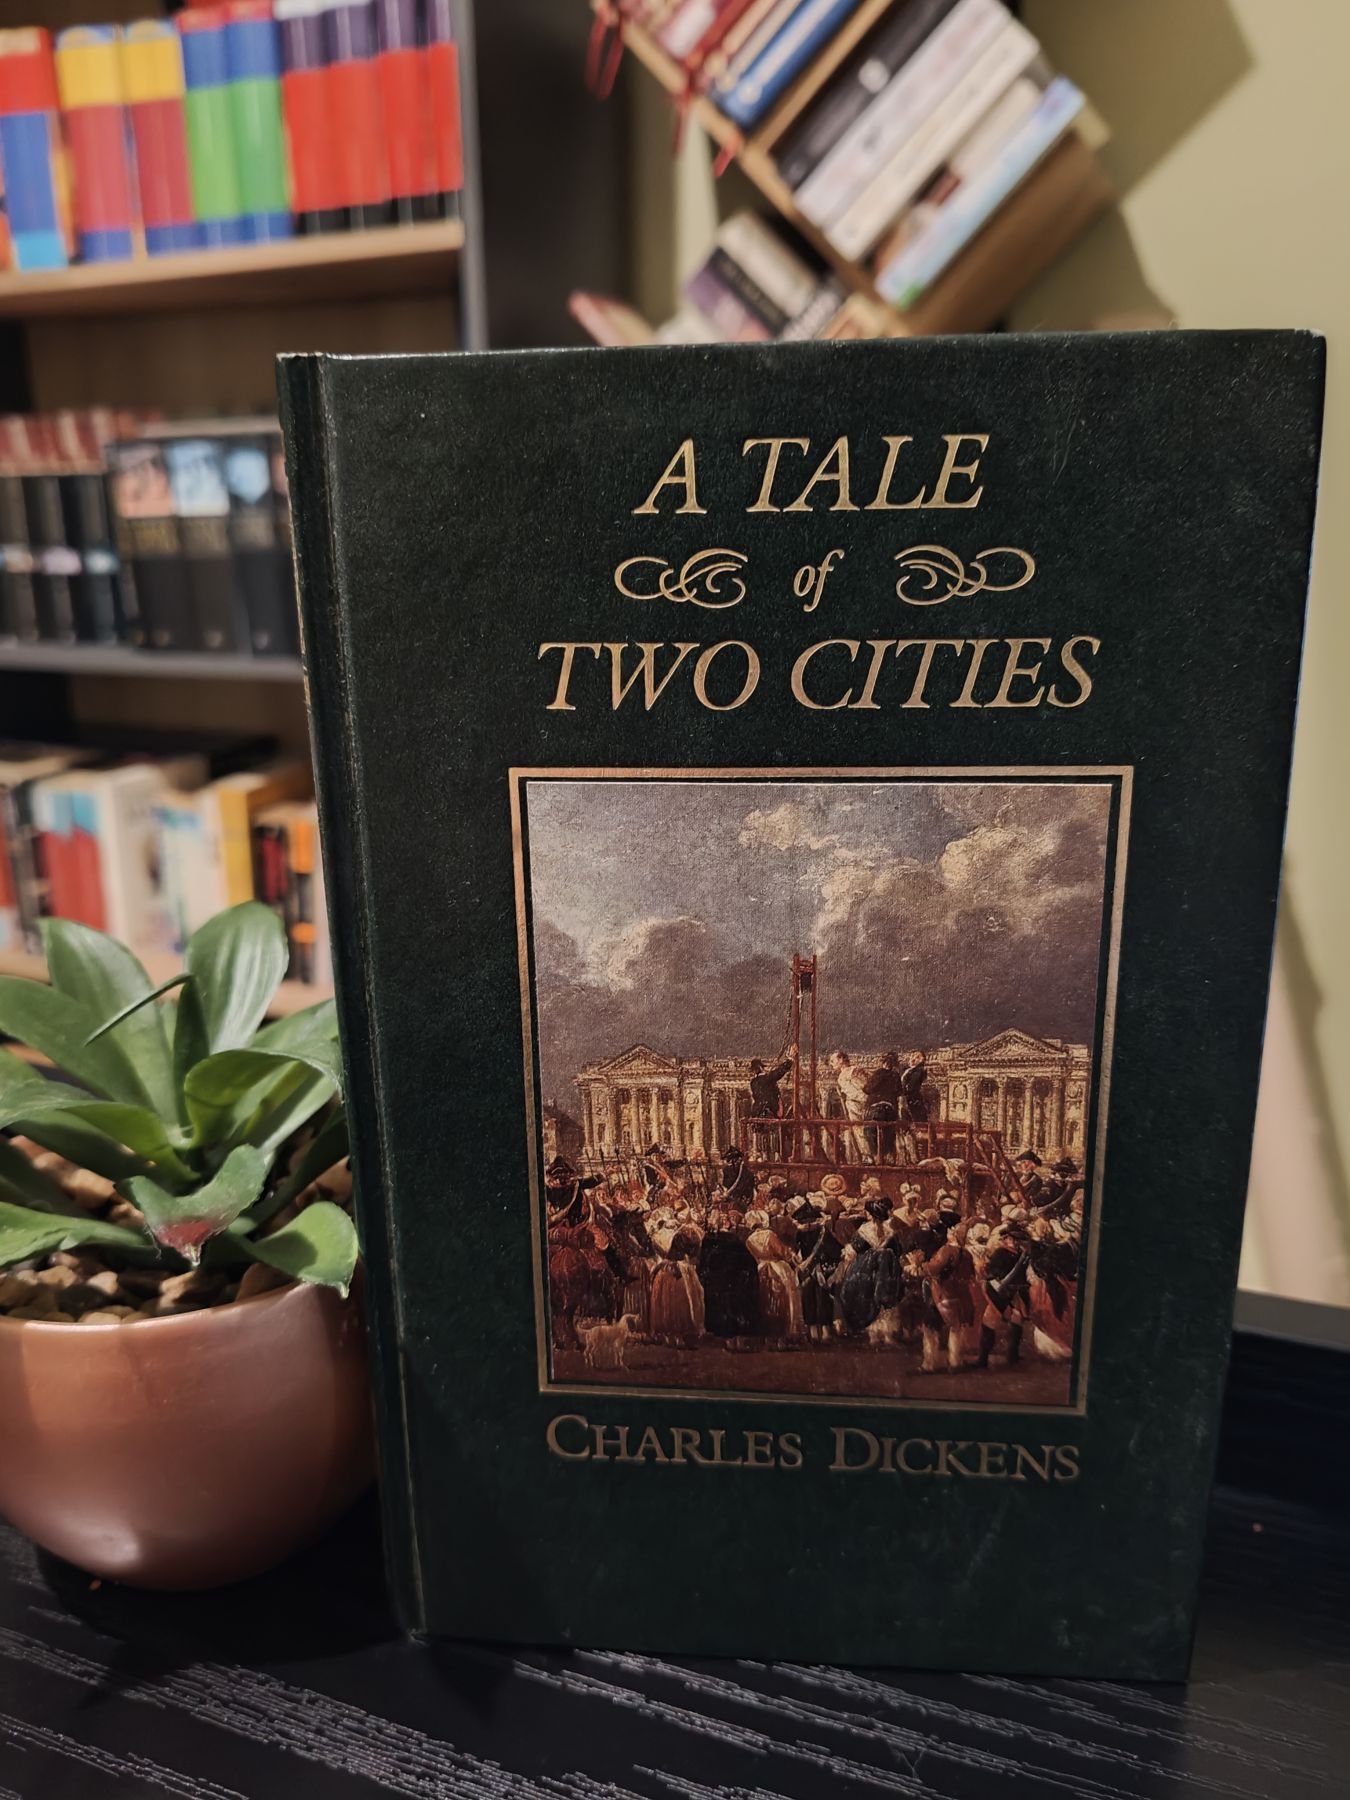 A TALE
of
TWO CITIES
CHARLES DICKENS